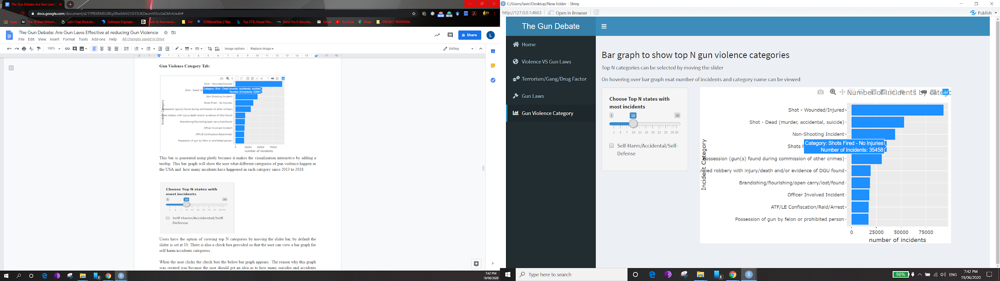 The Gun Debate: Are Gun Laws
docs.google.com/document/d/1TPBXRMSUiRLySRwilAHG1SI15UKDecmVI5ruSaDkfv4/edit#
Apps
The 30 Best Websit...
Let's Chat Module...
Software Engineer...
Audit & Assurance...
Del
123MovieRulz | Wat...
Top 21% House Pric...
Enrol For A Security...
Gmail
YouTube
Maps
PROJECT PRAPOSAL
NEW
BETA
The Gun Debate: Are Gun Laws Effective at reducing Gun Violence
File Edit View Insert Format Tools Add-ons Help All changes saved in Drive
Share
L
100%
Image options
Replace image
Editing
Gun Violence Category Tab:
Shot - Wounded/Injured
Category: Shot - Dead (murder, accidental, suicide)
Number of Incidents: 52981
Non-Shooting Incident
Shots Fired - No Injuries
ossession (gun(s) found during commission of other crimes)
med robbery with injury/death and/or evidence of DGU found
Brandishing/flourishing/open carry/lost/found
Officer Involved Incident
ATF/LE Confiscation/Raid/Arrest
Possession of gun by felon or prohibited person
Incident Category
0 25000 50000 75000
number of incidents
This bar is generated using plotly because it makes the visualization interactive by adding a
tooltip. This bar graph will show the user what different categories of gun violence happen in
the USA and how many incidents have happened in each category since 2013 to 2018.
Choose Top N states with
most incidents
1 10 30
1 4 7 10 13 16 19 22 25 28 30
Self-Harm/Accidental/Self-
Defense
Users have the option of viewing top N categories by moving the slider bar, by default the
slider is set at 10. There is also a check box provided so that the user can view a bar graph for
self-harm/accidents categories .
When the user clicks the check box the below bar graph appears . The reason why this graph
was created was because the user should get an idea as to how many suicides and accidents
7:42 PM
19/06/2020
C:/Users/lavir/Desktop/New folder - Shiny
http://127.0.0.1:4663
Open in Browser
Publish
The Gun Debate
Home
Violence VS Gun Laws
Terrorism/Gang/Drug Factor
Gun Laws
Gun Violence Category
Bar graph to show top N gun violence categories
Top N categories can be selected by moving the slider
On hovering over bar graph exat number of incidents and category name can be viewed
Choose Top N states with
most incidents
1 10 30
1 4 7 10 13 16 19 22 25 28 30
Self-Harm/Accidental/Self-
Defense
Number of incidents by catego
Shot - Wounded/Injured
Shot - Dead (murder, accidental, suicide)
Non-Shooting Incident
Shots F
Category: Shots Fired - No Injuries
Number of Incidents: 35458
ossession (gun(s) found during commission of other crimes)
rmed robbery with injury/death and/or evidence of DGU found
Brandishing/flourishing/open carry/lost/found
Officer Involved Incident
ATF/LE Confiscation/Raid/Arrest
Possession of gun by felon or prohibited person
Incident Category
0 25000 50000 75000
number of incidents
Type here to search
98%
ENG
7:42 PM
19/06/2020